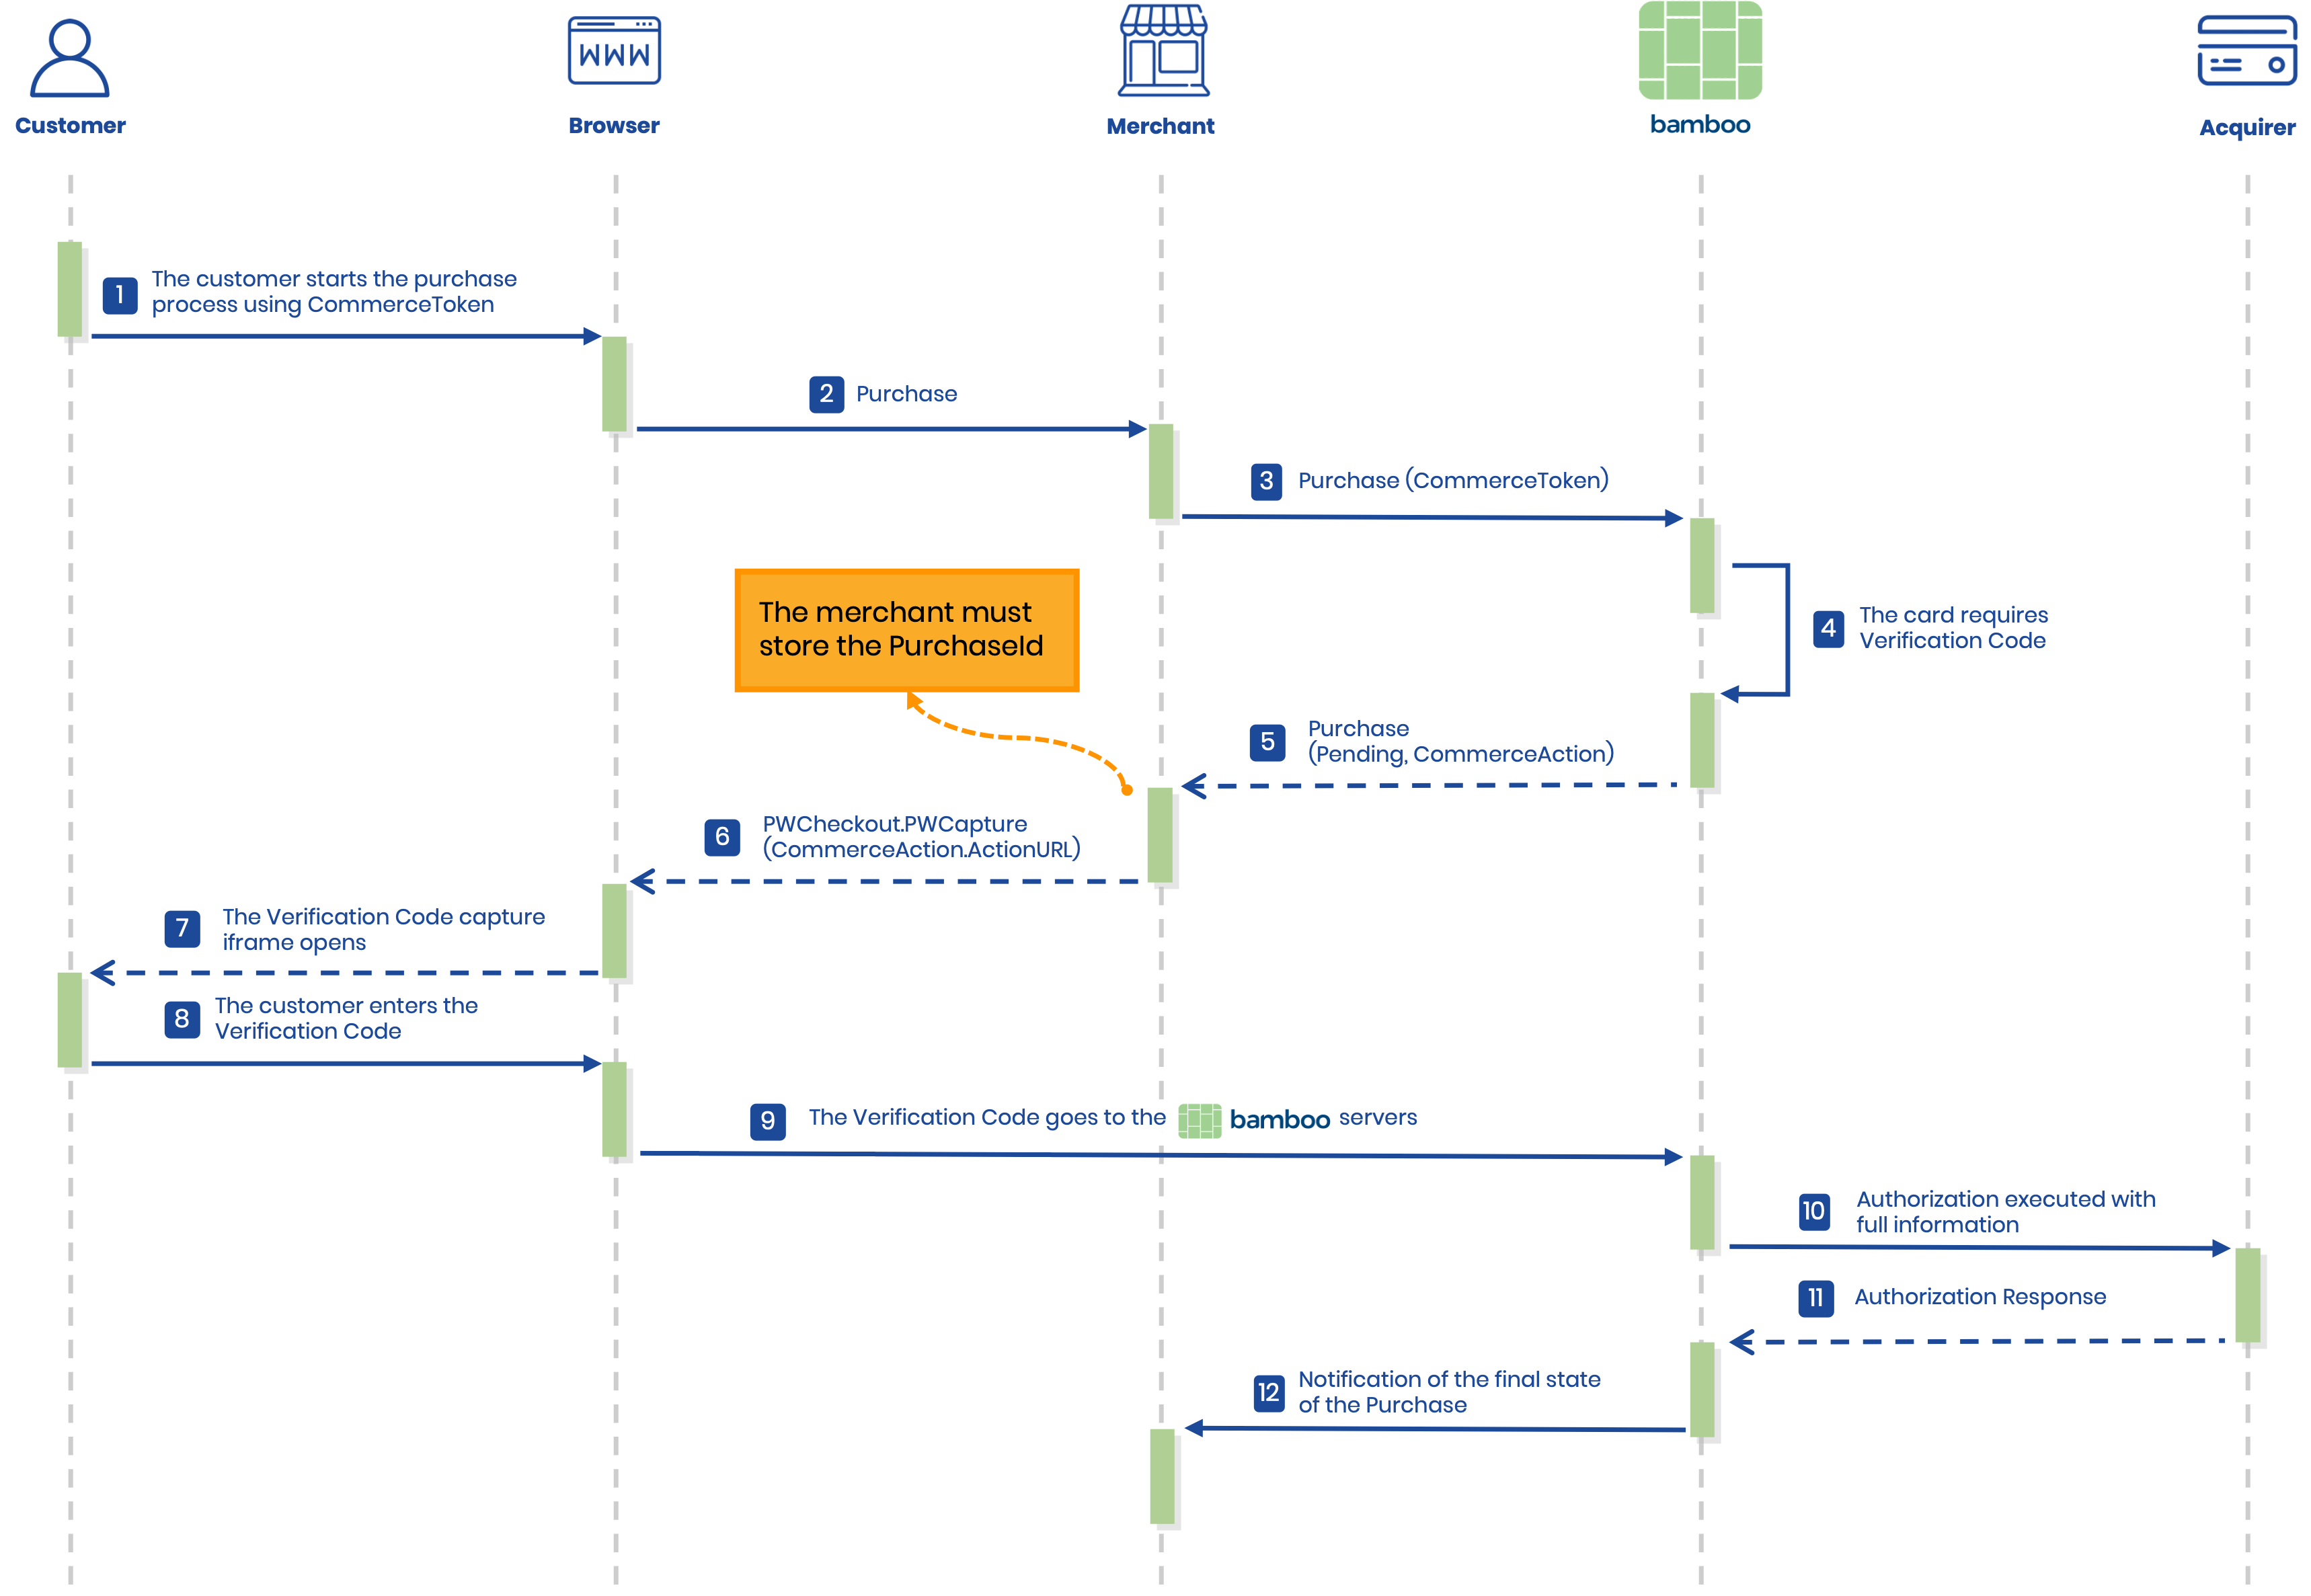 WWW
Customer
Browser
Merchant
bamboo
Acquirer
1
The customer starts the purchase
process using CommerceToken
2
Purchase
3
Purchase (CommerceToken)
The merchant must
store the PurchaseId
4
The card requires
Verification Code
5
Purchase
(Pending, CommerceAction)
6
PWCheckout.PWCapture
(CommerceAction.ActionURL)
7
The Verification Code capture
iframe opens
8
The customer enters the
Verification Code
9
The Verification Code goes to the bamboo servers
10
Authorization executed with
full information
11
Authorization Response
12
Notification of the final state
of the Purchase